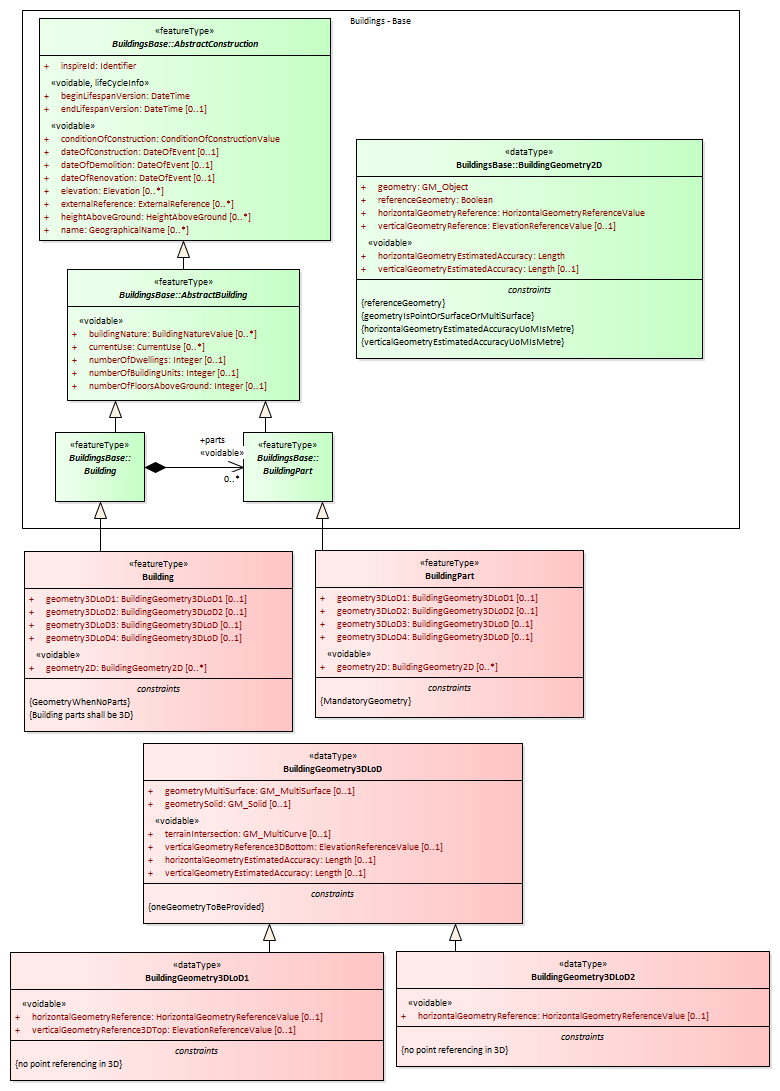 Buildings - Base
«featureType»
BuildingsBase::AbstractConstruction
+ inspireId: Identifier
«voidable, lifeCycleInfo»
+ beginLifespanVersion: DateTime
+ endLifespanVersion: DateTime [0..1]
«voidable»
+ conditionOfConstruction: ConditionOfConstructionValue
+ dateOfConstruction: DateOfEvent [0..1]
+ dateOfDemolition: DateOfEvent [0..1]
+ dateOfRenovation: DateOfEvent [0..1]
+ elevation: Elevation [0..*]
+ externalReference: ExternalReference [0..*]
+ heightAboveGround: HeightAboveGround [0..*]
+ name: GeographicalName [0..*]
«dataType»
BuildingsBase::BuildingGeometry2D
+ geometry: GM_Object
+ referenceGeometry: Boolean
+ horizontalGeometryReference: HorizontalGeometryReferenceValue
+ verticalGeometryReference: ElevationReferenceValue [0..1]
«voidable»
+ horizontalGeometryEstimatedAccuracy: Length
+ verticalGeometryEstimatedAccuracy: Length [0..1]
constraints
{referenceGeometry}
{geometryIsPointOrSurfaceOrMultiSurface}
{horizontalGeometryEstimatedAccuracyUoMIsMetre}
{verticalGeometryEstimatedAccuracyUoMIsMetre}
«featureType»
BuildingsBase::AbstractBuilding
«voidable»
+ buildingNature: BuildingNatureValue [0..*]
+ currentUse: CurrentUse [0..*]
+ numberOfDwellings: Integer [0..1]
+ numberOfBuildingUnits: Integer [0..1]
+ numberOfFloorsAboveGround: Integer [0..1]
«featureType»
BuildingsBase::
Building
+parts
«voidable»
0..*
«featureType»
BuildingsBase::
BuildingPart
«featureType»
Building
+ geometry3DLoD1: BuildingGeometry3DLoD1 [0..1]
+ geometry3DLoD2: BuildingGeometry3DLoD2 [0..1]
+ geometry3DLoD3: BuildingGeometry3DLoD [0..1]
+ geometry3DLoD4: BuildingGeometry3DLoD [0..1]
«voidable»
+ geometry2D: BuildingGeometry2D [0..*]
constraints
{GeometryWhenNoParts}
{Building parts shall be 3D}
«featureType»
BuildingPart
+ geometry3DLoD1: BuildingGeometry3DLoD1 [0..1]
+ geometry3DLoD2: BuildingGeometry3DLoD2 [0..1]
+ geometry3DLoD3: BuildingGeometry3DLoD [0..1]
+ geometry3DLoD4: BuildingGeometry3DLoD [0..1]
«voidable»
+ geometry2D: BuildingGeometry2D [0..*]
constraints
{MandatoryGeometry}
«dataType»
BuildingGeometry3DLoD
+ geometryMultiSurface: GM_MultiSurface [0..1]
+ geometrySolid: GM_Solid [0..1]
«voidable»
+ terrainIntersection: GM_MultiCurve [0..1]
+ verticalGeometryReference3DBottom: ElevationReferenceValue [0..1]
+ horizontalGeometryEstimatedAccuracy: Length [0..1]
+ verticalGeometryEstimatedAccuracy: Length [0..1]
constraints
{oneGeometryToBeProvided}
«dataType»
BuildingGeometry3DLoD1
«voidable»
+ horizontalGeometryReference: HorizontalGeometryReferenceValue [0..1]
+ verticalGeometryReference3DTop: ElevationReferenceValue [0..1]
constraints
{no point referencing in 3D}
«dataType»
BuildingGeometry3DLoD2
«voidable»
+ horizontalGeometryReference: HorizontalGeometryReferenceValue [0..1]
constraints
{no point referencing in 3D}